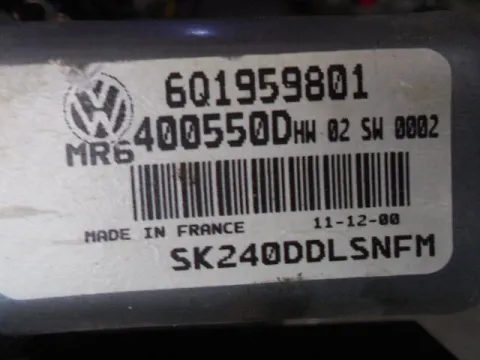 6Q1959801
MR6 400550D HW 02 SW 0002
MADE IN FRANCE 11-12-00
SK240DDLSNFM